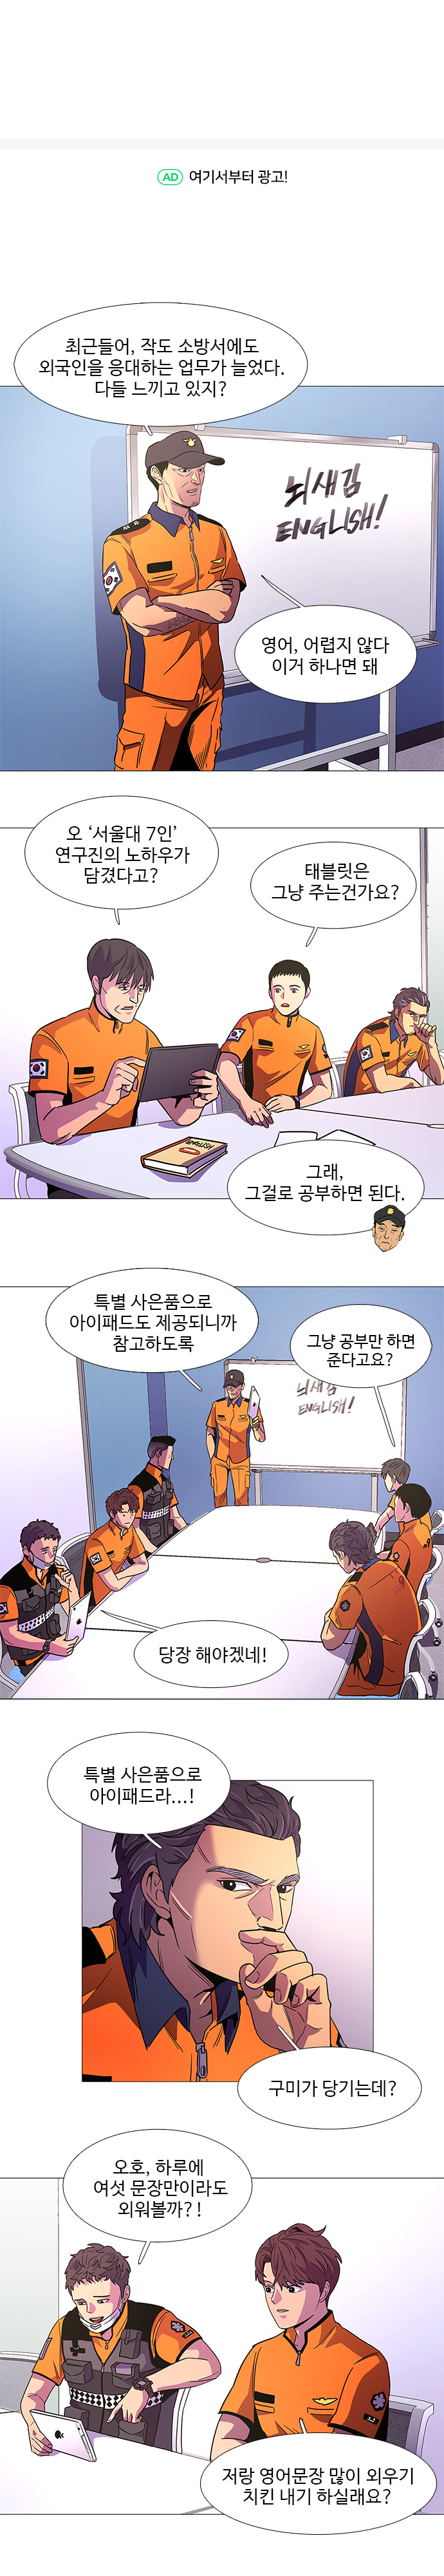 AD 여기서부터 광고!
최근들어, 작도 소방서에도
외국인을 응대하는 업무가 늘었다.
다들 느끼고 있지?
뇌새김
ENGLISH!
영어, 어렵지 않다
이거 하나면 돼
오 ‘서울대 7인’
연구진의 노하우가
담겼다고?
태블릿은
그냥 주는건가요?
그래,
그걸로 공부하면 된다.
특별 사은품으로
아이패드도 제공되니까
참고하도록
그냥 공부만 하면
준다고요?
뇌새김
ENGLISH!
당장 해야겠네!
특별 사은품으로
아이패드라...!
구미가 당기는데?
오호, 하루에
여섯 문장만이라도
외워볼까?!
저랑 영어문장 많이 외우기
치킨 내기 하실래요?